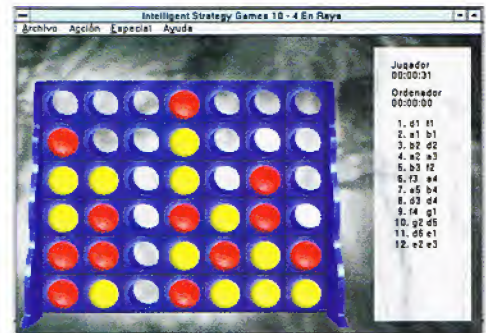 Intelligent Strategy Games 10 - 4 En Raya
Archivo Acción Especial Ayuda
Jugador
00:00:31
Ordenador
00:00:00
1. d1 f1
2. a1 b1
3. b2 d2
4. a2 a3
5. b3 f2
6. f3 a4
7. a5 b4
8. d3 d4
9. f4 g1
10. g2 d5
11. d6 e1
12. e2 e3